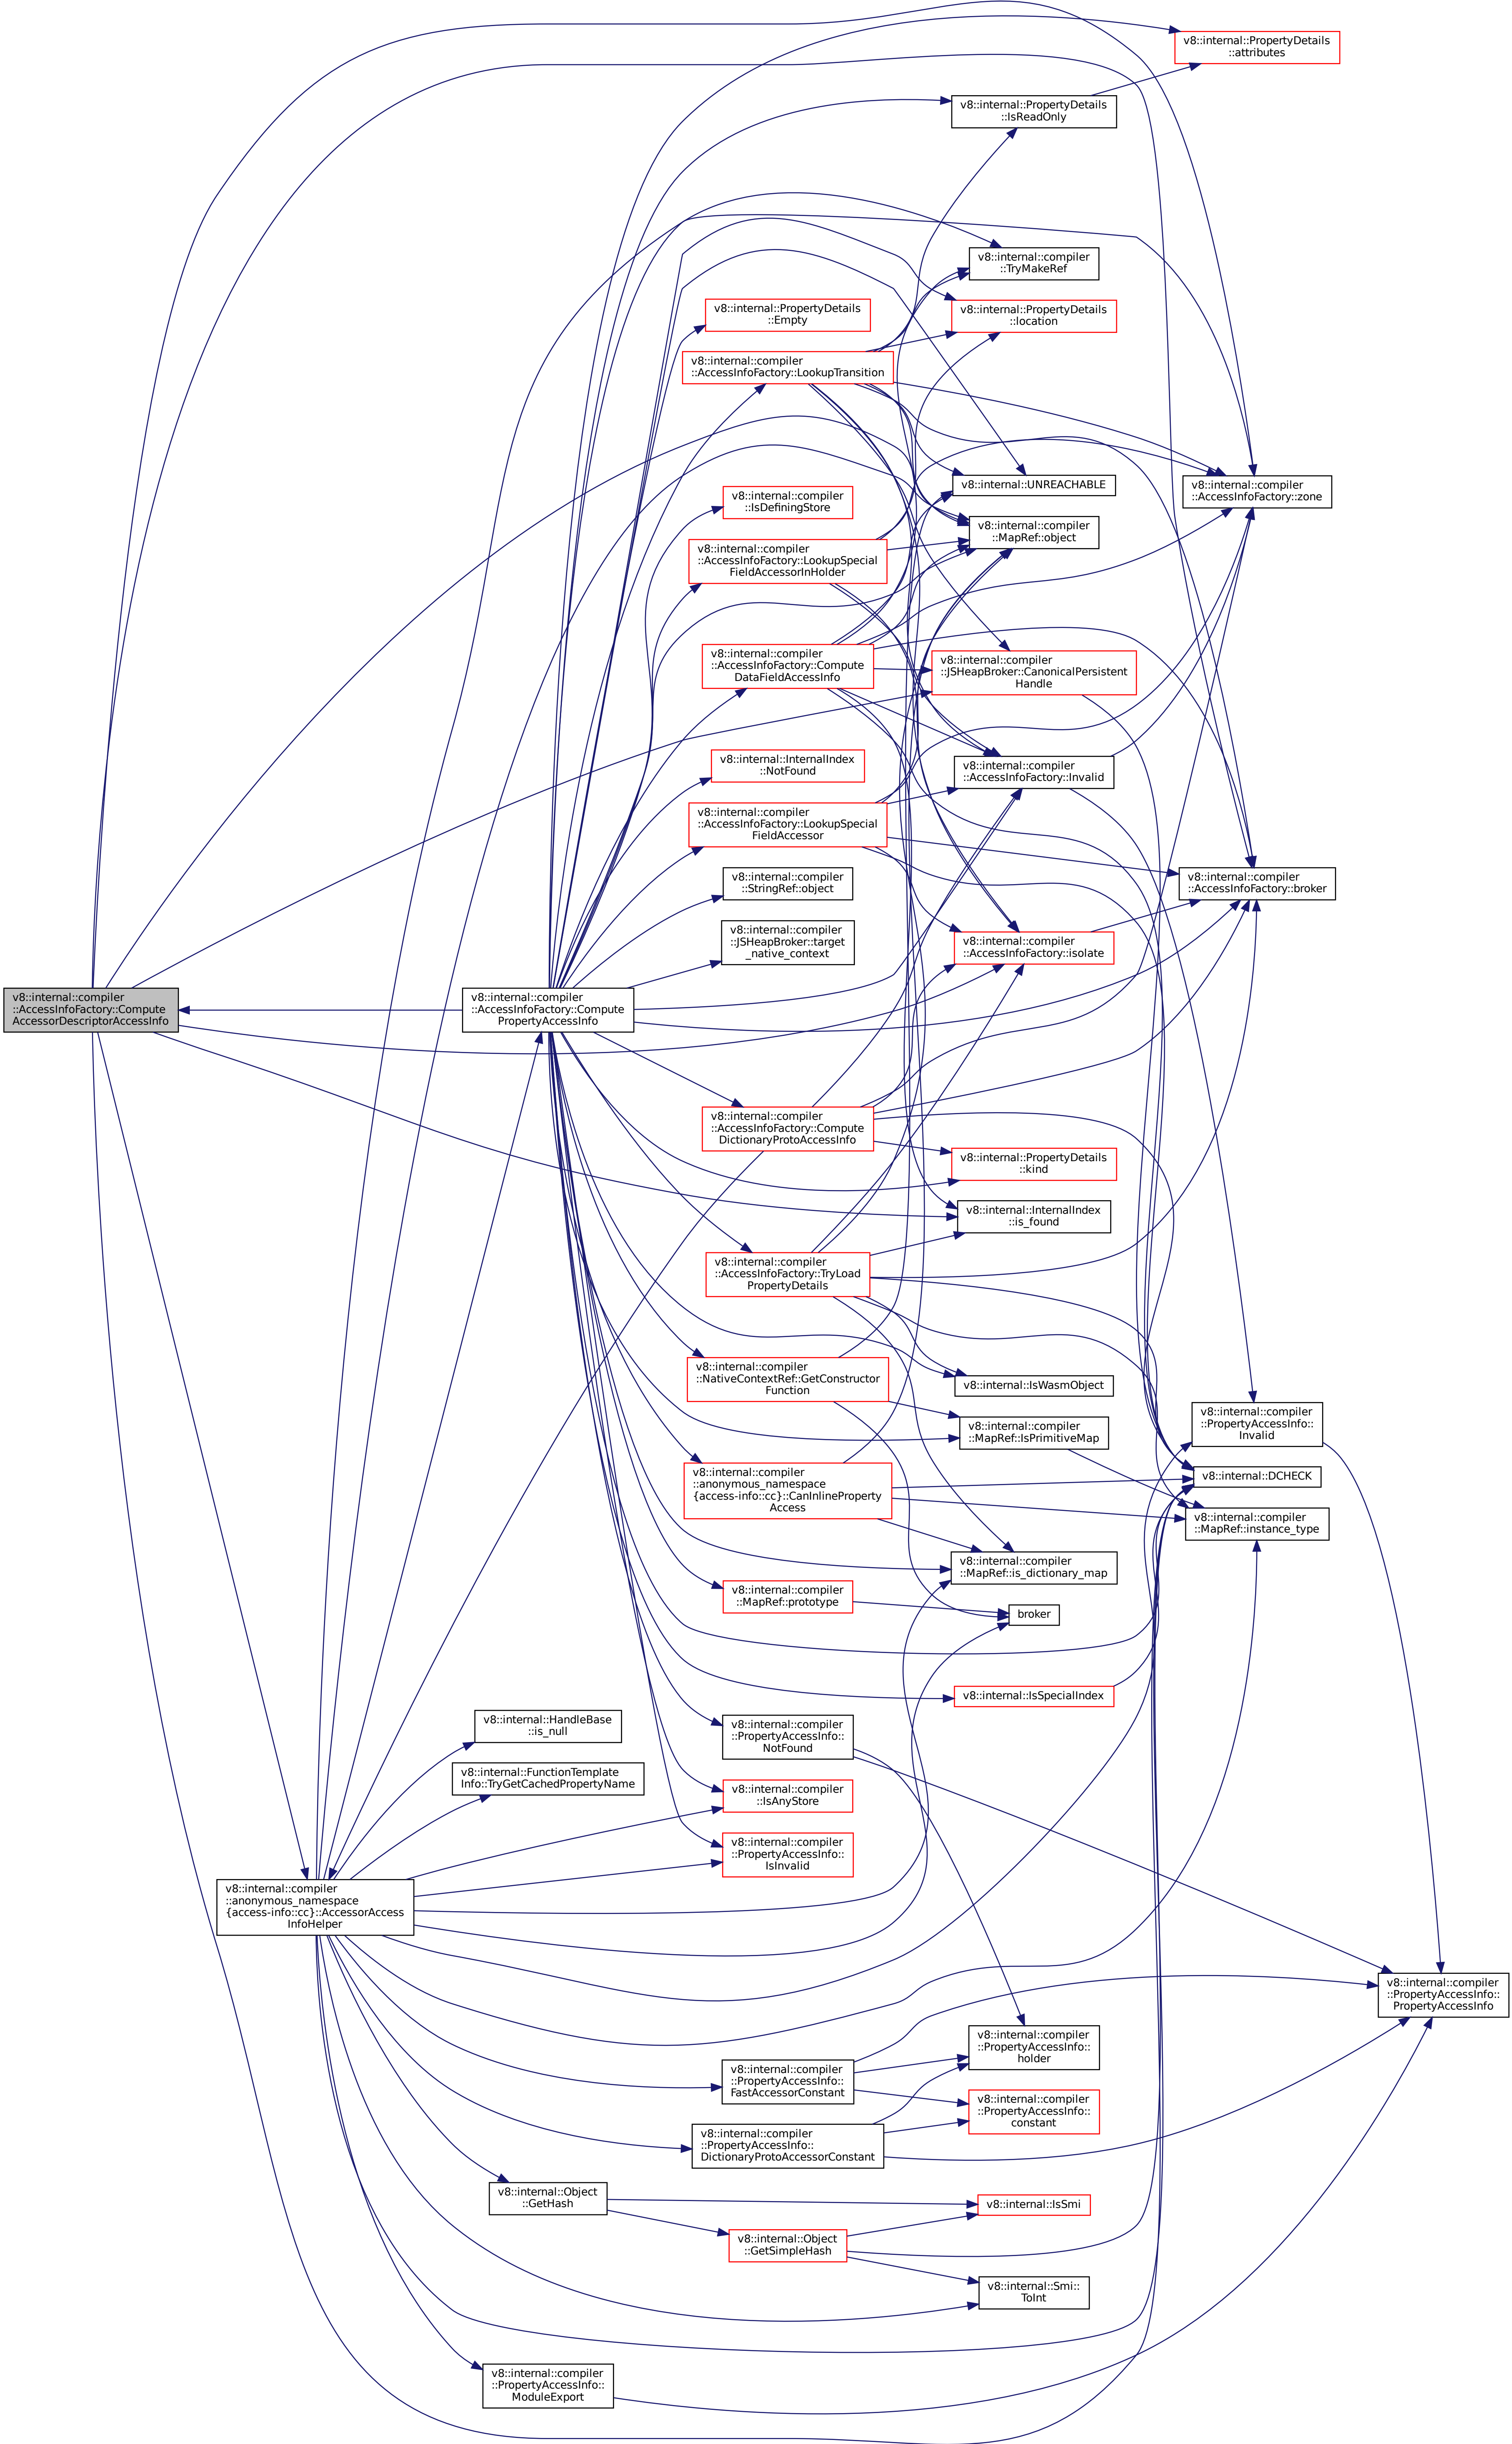 v8::internal::PropertyDetails
::attributes
v8::internal::PropertyDetails
::IsReadOnly
v8::internal::compiler
::TryMakeRef
v8::internal::PropertyDetails
::Empty
v8::internal::PropertyDetails
::location
v8::internal::compiler
::AccessInfoFactory::LookupTransition
v8::internal::compiler
::IsDefiningStore
v8::internal::UNREACHABLE
v8::internal::compiler
::AccessInfoFactory::zone
v8::internal::compiler
::MapRef::object
v8::internal::compiler
::AccessInfoFactory::LookupSpecial
FieldAccessorInHolder
v8::internal::compiler
::AccessInfoFactory::Compute
DataFieldAccessInfo
v8::internal::compiler
::JSHeapBroker::CanonicalPersistent
Handle
v8::internal::InternalIndex
::NotFound
v8::internal::compiler
::AccessInfoFactory::Invalid
v8::internal::compiler
::AccessInfoFactory::LookupSpecial
FieldAccessor
v8::internal::compiler
::StringRef::object
v8::internal::compiler
::AccessInfoFactory::broker
v8::internal::compiler
::JSHeapBroker::target
_native_context
v8::internal::compiler
::AccessInfoFactory::isolate
v8::internal::compiler
::AccessInfoFactory::Compute
AccessorDescriptorAccessInfo
v8::internal::compiler
::AccessInfoFactory::Compute
PropertyAccessInfo
v8::internal::compiler
::AccessInfoFactory::Compute
DictionaryProtoAccessInfo
v8::internal::PropertyDetails
::kind
v8::internal::InternalIndex
::is_found
v8::internal::compiler
::AccessInfoFactory::TryLoad
PropertyDetails
v8::internal::compiler
::NativeContextRef::GetConstructor
Function
v8::internal::IsWasmObject
v8::internal::compiler
::PropertyAccessInfo::
Invalid
v8::internal::compiler
::MapRef::IsPrimitiveMap
v8::internal::compiler
::anonymous_namespace
{access-info::cc}::CanInlineProperty
Access
v8::internal::DCHECK
v8::internal::compiler
::MapRef::instance_type
v8::internal::compiler
::MapRef::is_dictionary_map
v8::internal::compiler
::MapRef::prototype
broker
v8::internal::IsSpecialIndex
v8::internal::HandleBase
::is_null
v8::internal::compiler
::PropertyAccessInfo::
NotFound
v8::internal::FunctionTemplate
Info::TryGetCachedPropertyName
v8::internal::compiler
::IsAnyStore
v8::internal::compiler
::PropertyAccessInfo::
IsInvalid
v8::internal::compiler
::anonymous_namespace
{access-info::cc}::AccessorAccess
InfoHelper
v8::internal::compiler
::PropertyAccessInfo::
PropertyAccessInfo
v8::internal::compiler
::PropertyAccessInfo::
holder
v8::internal::compiler
::PropertyAccessInfo::
FastAccessorConstant
v8::internal::compiler
::PropertyAccessInfo::
constant
v8::internal::compiler
::PropertyAccessInfo::
DictionaryProtoAccessorConstant
v8::internal::Object
::GetHash
v8::internal::IsSmi
v8::internal::Object
::GetSimpleHash
v8::internal::Smi::
ToInt
v8::internal::compiler
::PropertyAccessInfo::
ModuleExport